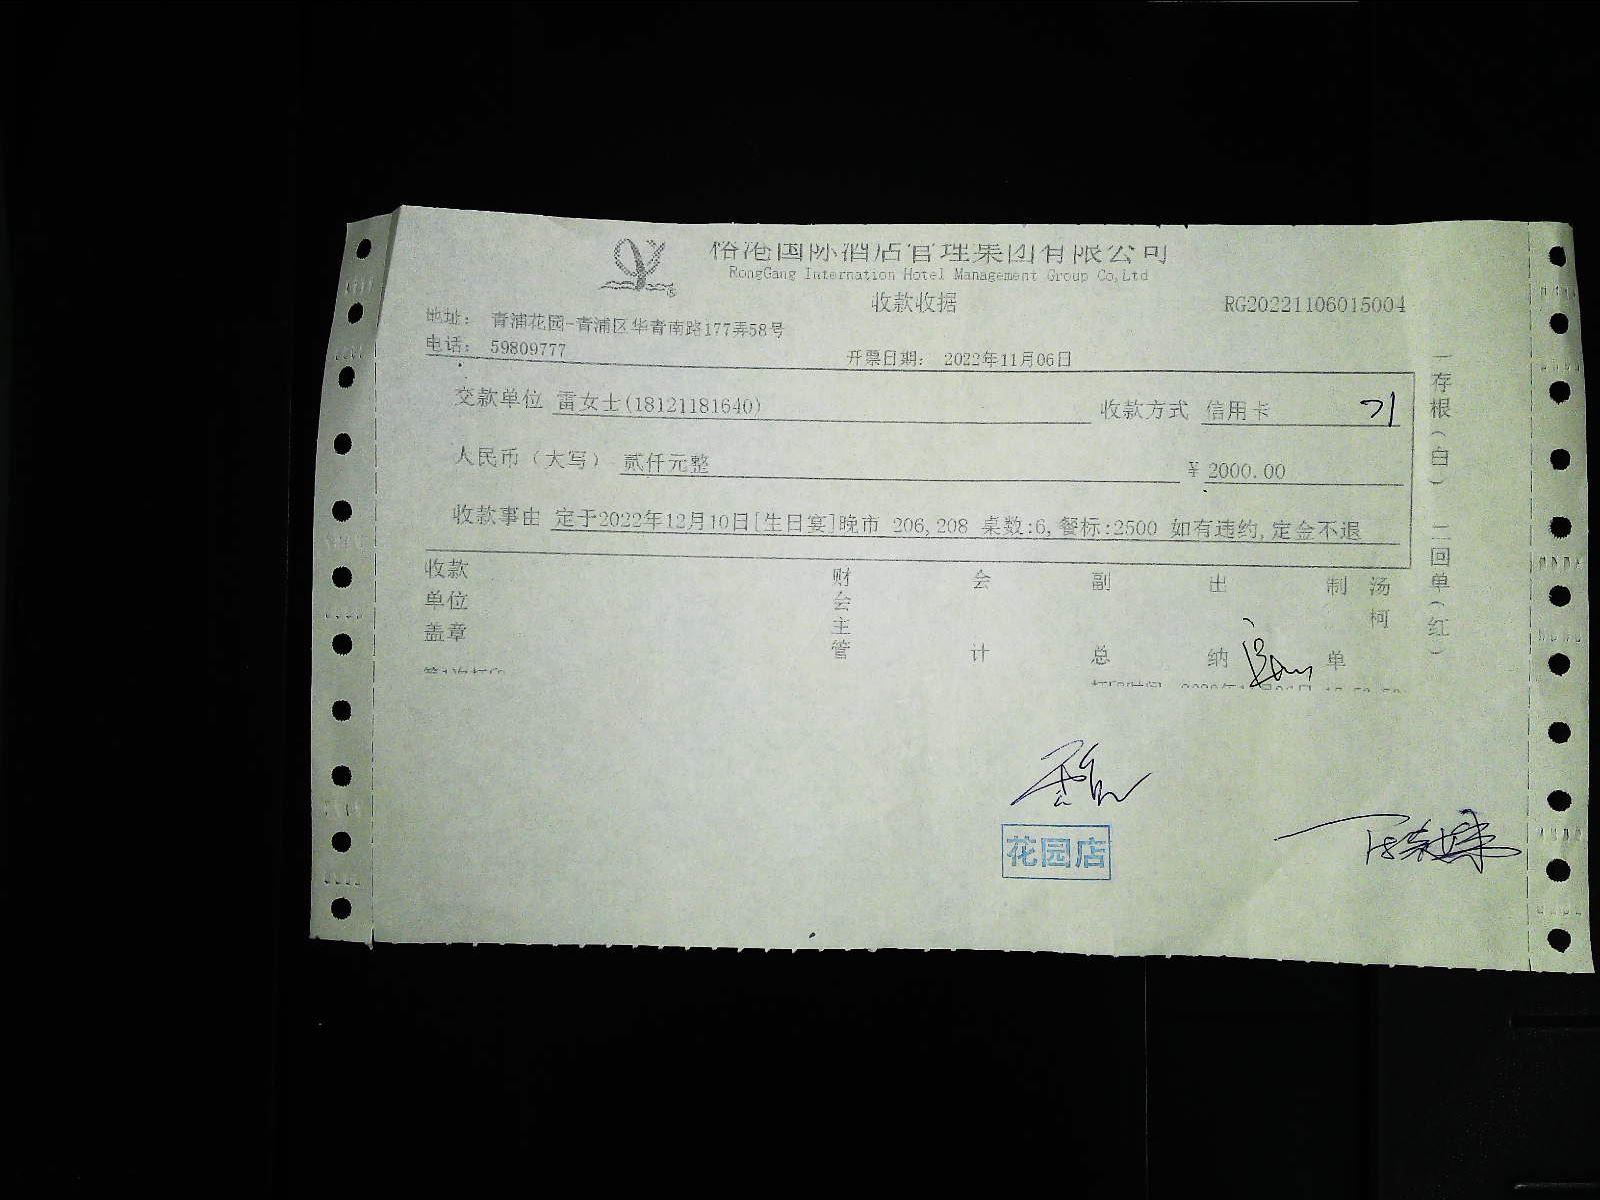 港国际酒店管理集团有限公司
RongGang Internation Hotel Management Group Co,Ltd
收款收据
RG20221106015004
地址: 青浦花园-青浦区华青南路177弄58号
电话: 59809777
开票日期: 2022年11月06日
交款单位 雷女士(18121181640) 收款方式 信用卡
人民币(大写) 贰仟元整 ¥2000.00
收款事由 定于2022年12月10日[生日宴]晚市 206,208 桌数:6,餐标:2500 如有违约,定金不退
收款单位盖章 财会主管 会计 副总 出纳 制单 汤柯
一存根(白) 二回单(红)
花园店